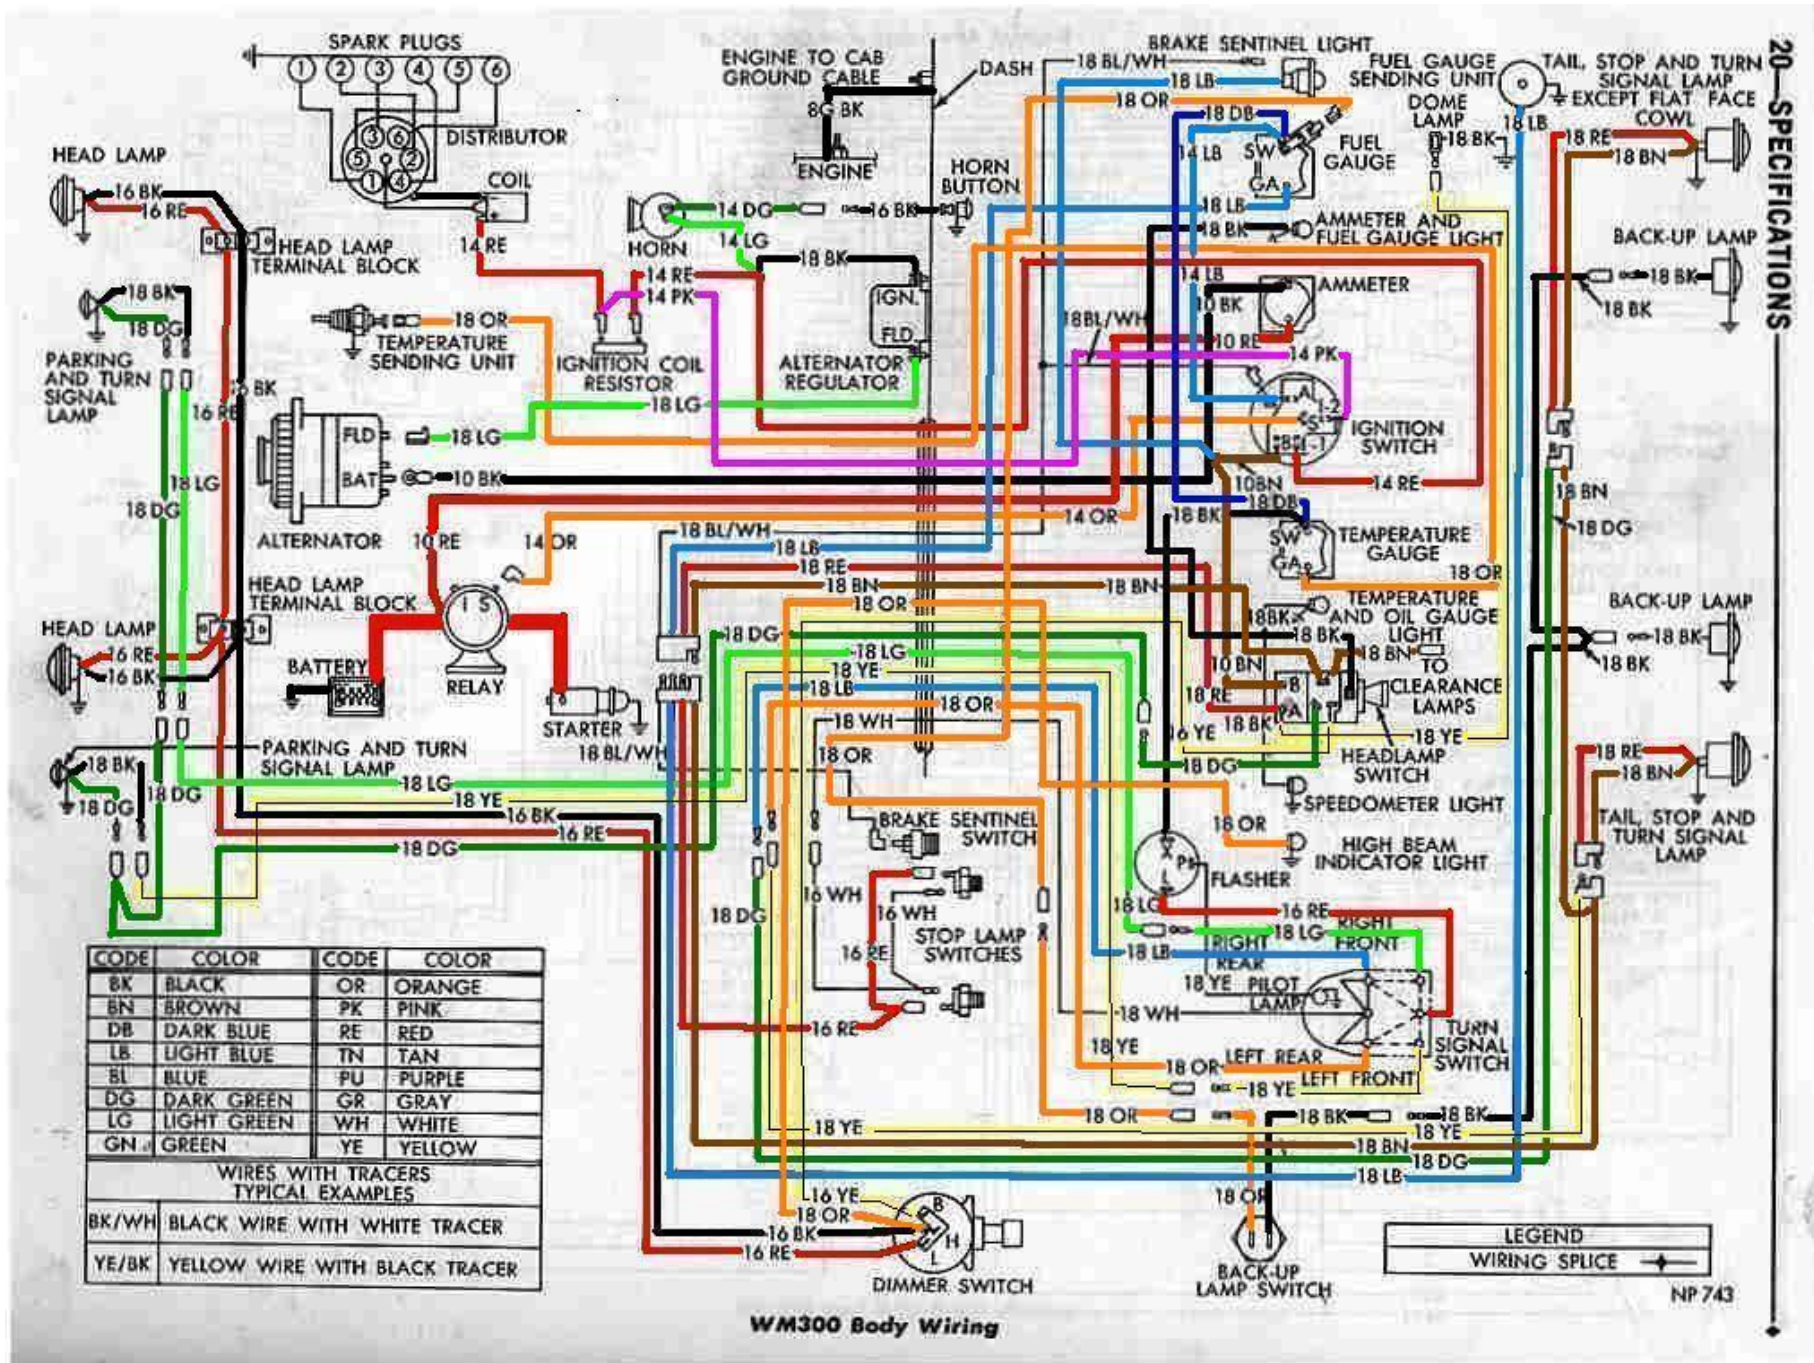 20—SPECIFICATIONS
SPARK PLUGS
1 2 3 4 5 6
3 6
5 2
1 4
DISTRIBUTOR
COIL
14 RE
HEAD LAMP
16 BK
16 RE
HEAD LAMP
TERMINAL BLOCK
18 BK
18 DG
PARKING
AND TURN
SIGNAL
LAMP
16 RE
16 BK
18 LG
18 DG
ENGINE TO CAB
GROUND CABLE
8G BK
ENGINE
DASH
HORN
BUTTON
14 DG
16 BK
HORN
14 LG
18 BK
14 RE
14 PK
IGN.
FLD
18 OR
TEMPERATURE
SENDING UNIT
IGNITION COIL
RESISTOR
ALTERNATOR
REGULATOR
18 LG
FLD
18 LG
BAT
10 BK
ALTERNATOR
10 RE
14 OR
HEAD LAMP
TERMINAL BLOCK
I S
HEAD LAMP
16 RE
16 BK
BATTERY
RELAY
STARTER
18 BL/WH
PARKING AND TURN
SIGNAL LAMP
18 BK
18 DG
18 DG
18 LG
18 YE
16 BK
16 RE
18 DG
BRAKE SENTINEL LIGHT
18 BL/WH
18 LB
18 OR
FUEL GAUGE
SENDING UNIT
DOME
LAMP
18 BK
18 LB
TAIL, STOP AND TURN
SIGNAL LAMP
EXCEPT FLAT FACE
COWL
18 RE
18 BN
18 DB
14 LB
SW
GA
FUEL
GAUGE
18 LB
18 BK
AMMETER AND
FUEL GAUGE LIGHT
14 LB
10 BK
AMMETER
18BL/WH
10 RE
14 PK
A
I-2
S
B I-1
IGNITION
SWITCH
10BN
14 RE
18 DB
14 OR
18 BK
SW
GA
TEMPERATURE
GAUGE
18 OR
BACK-UP LAMP
18 BK
18 BK
18 BN
18 DG
18 BL/WH
18 LB
18 RE
18 BN
18 BN
18 OR
18 DG
18 LG
18 YE
18 LB
18 OR
18 WH
18 OR
TEMPERATURE
AND OIL GAUGE
LIGHT
18BK
18 BK
18 BN
TO
CLEARANCE
LAMPS
10 BN
B
A
18 RE
18 BK
16 YE
18 YE
18 DG
HEADLAMP
SWITCH
BACK-UP LAMP
18 BK
18 BK
18 RE
18 BN
TAIL, STOP AND
TURN SIGNAL
LAMP
SPEEDOMETER LIGHT
18 OR
HIGH BEAM
INDICATOR LIGHT
X
P
L
FLASHER
BRAKE SENTINEL
SWITCH
16 WH
16 WH
STOP LAMP
SWITCHES
16 RE
16 RE
18 DG
18 LG
16 RE
RIGHT
FRONT
18 LG
18 LB
RIGHT
REAR
18 YE
PILOT
LAMP
18 WH
TURN
SIGNAL
SWITCH
18 YE
18 OR
LEFT REAR
LEFT FRONT
18 YE
18 OR
18 BK
18 BK
18 YE
18 YE
18 BN
18 DG
18 LB
16 YE
18 OR
16 BK
16 RE
B
H
L
DIMMER SWITCH
18 OR
BACK-UP
LAMP SWITCH
CODE COLOR CODE COLOR
BK BLACK OR ORANGE
BN BROWN PK PINK
DB DARK BLUE RE RED
LB LIGHT BLUE TN TAN
BL BLUE PU PURPLE
DG DARK GREEN GR GRAY
LG LIGHT GREEN WH WHITE
GN GREEN YE YELLOW
WIRES WITH TRACERS
TYPICAL EXAMPLES
BK/WH BLACK WIRE WITH WHITE TRACER
YE/BK YELLOW WIRE WITH BLACK TRACER
LEGEND
WIRING SPLICE
NP 743
WM300 Body Wiring